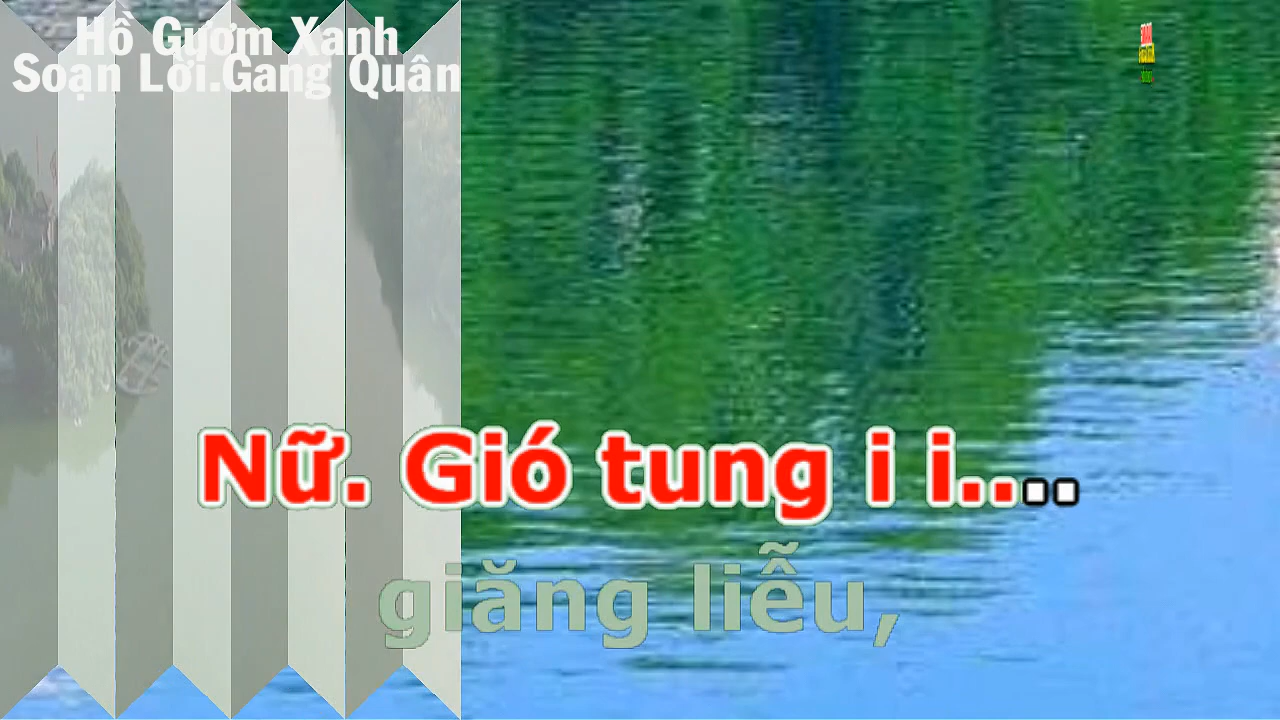 Hồ Gươm Xanh
Soạn Lời.Gang Quân
Nữ. Gió tung i i....
giăng liễu,